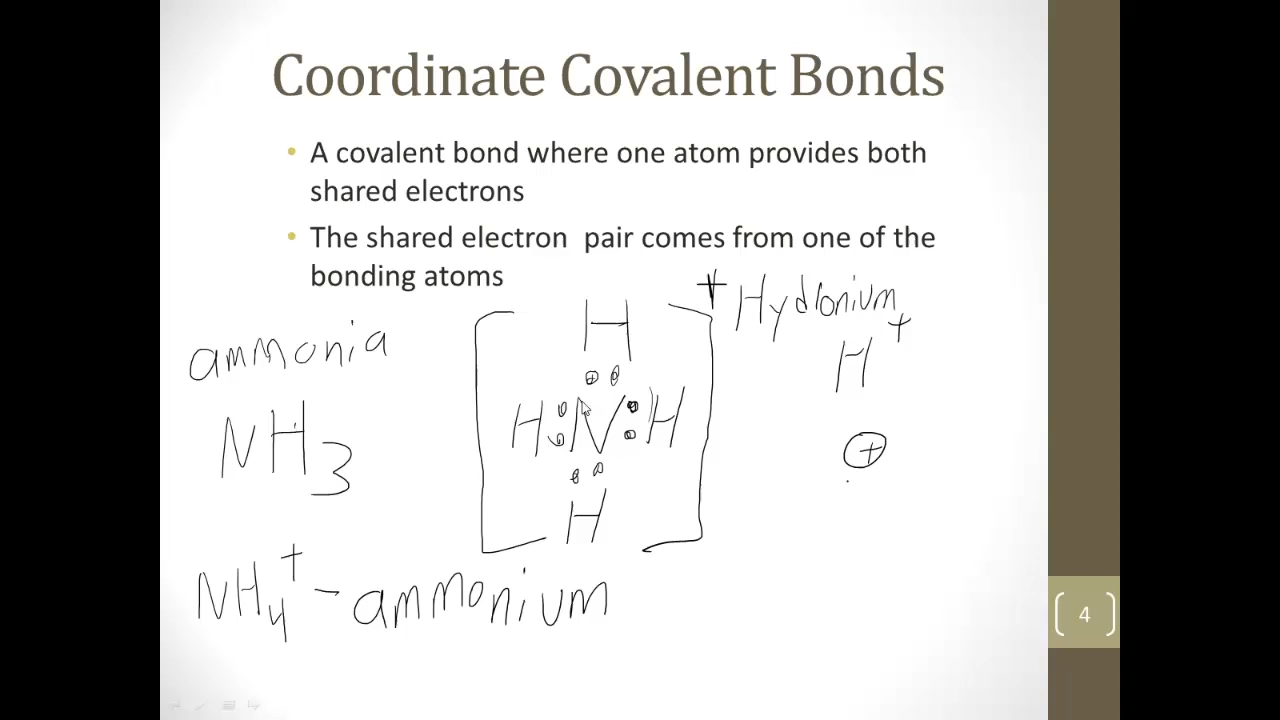 Coordinate Covalent Bonds
• A covalent bond where one atom provides both
shared electrons
• The shared electron pair comes from one of the
bonding atoms
+ Hydronium
ammonia
H
H+
H N H
NH3
+
H
NH4+ - ammonium
4